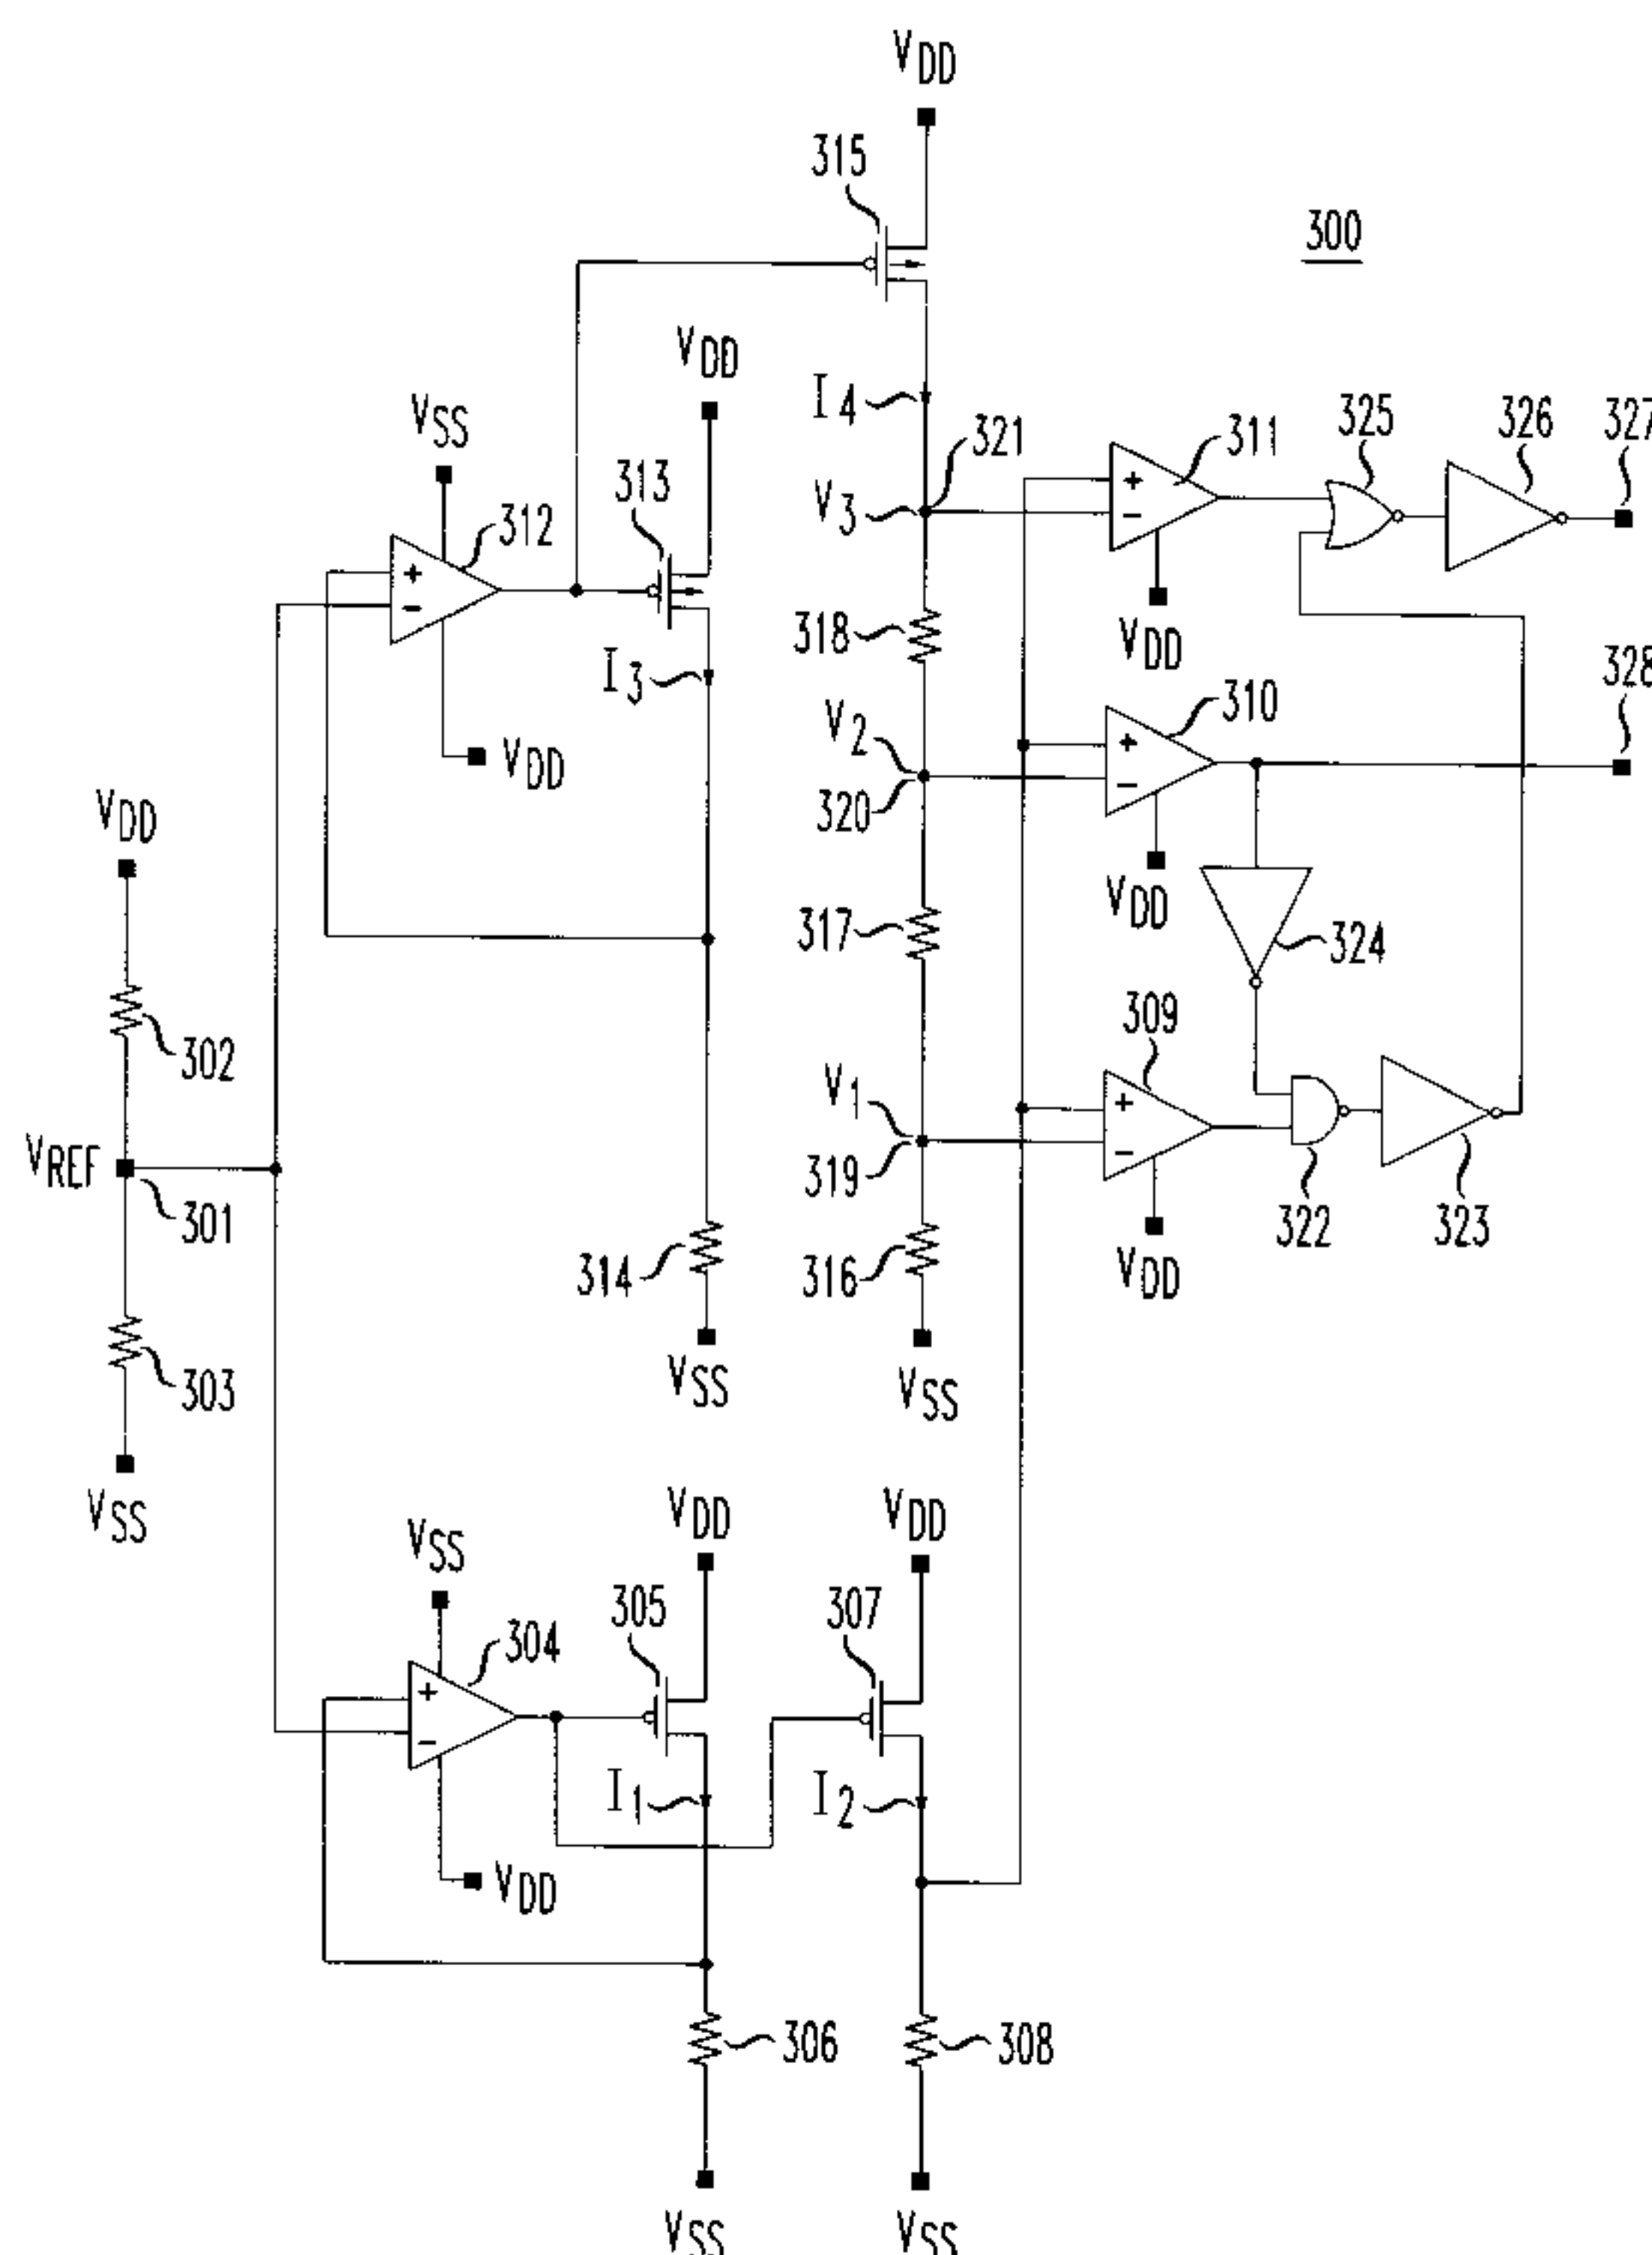 VDD
315
300
VDD
I4
VSS
311
325
326
327
313
321
V3
312
+
-
+
-
318
VDD
328
I3
V2
310
VDD
+
-
VDD
320
VDD
317
324
309
302
V1
+
-
VREF
301
319
322
323
314
316
VDD
303
VSS
VSS
VSS
VDD
VDD
VSS
305
307
304
+
-
I1
I2
VDD
306
308
VSS
VSS